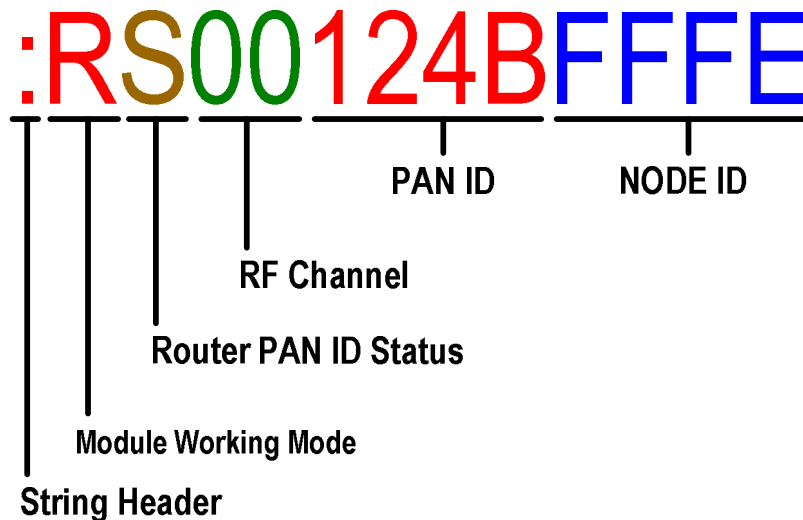 :RS00124BFFFE
PAN ID
NODE ID
RF Channel
Router PAN ID Status
Module Working Mode
String Header